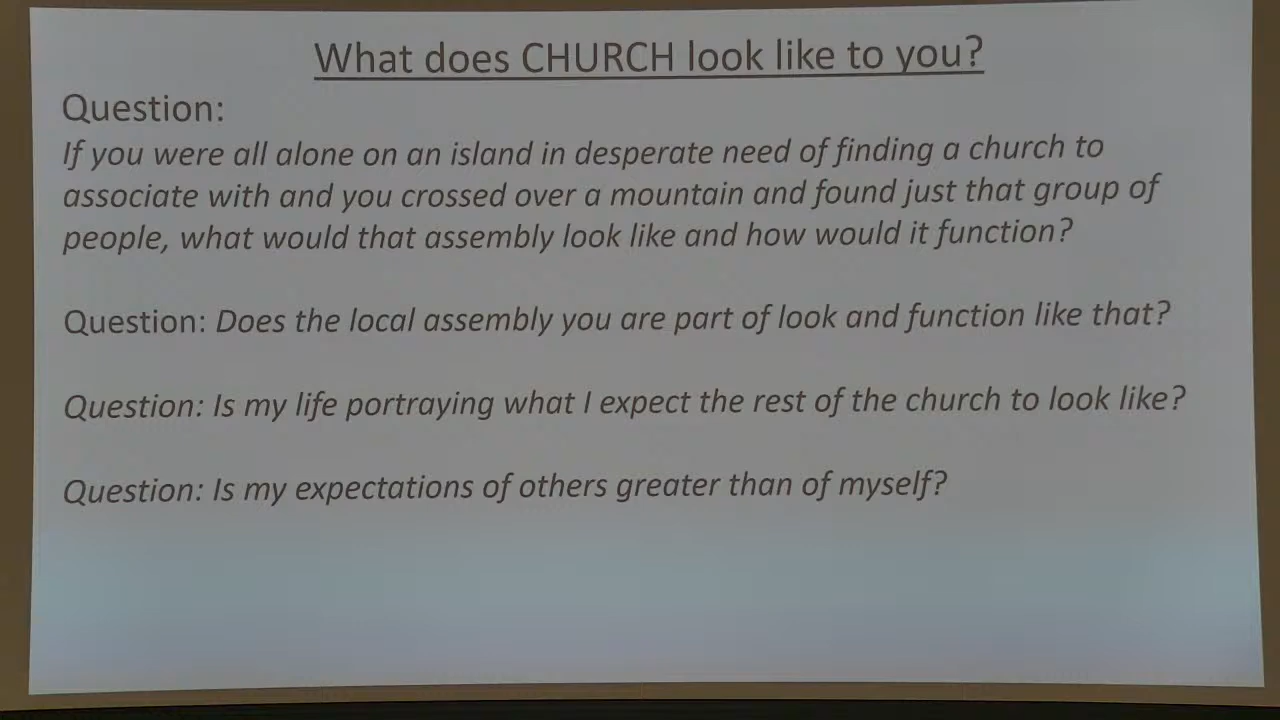 What does CHURCH look like to you?
Question:
If you were all alone on an island in desperate need of finding a church to
associate with and you crossed over a mountain and found just that group of
people, what would that assembly look like and how would it function?
Question: Does the local assembly you are part of look and function like that?
Question: Is my life portraying what I expect the rest of the church to look like?
Question: Is my expectations of others greater than of myself?